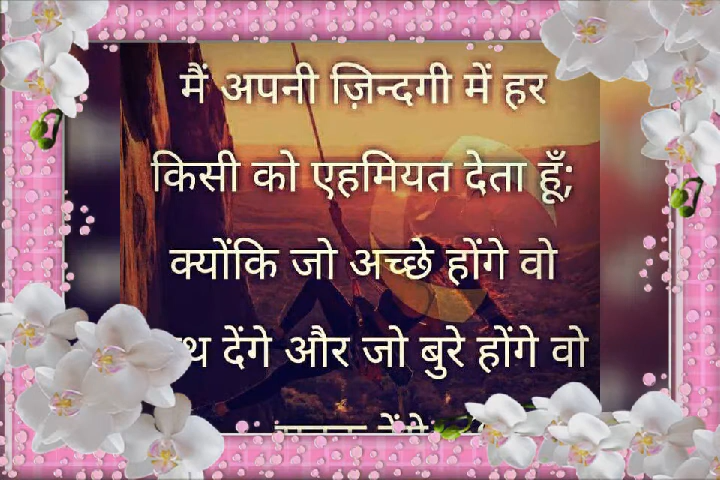 मैं अपनी ज़िन्दगी में हर
किसी को एहमियत देता हूँ;
क्योंकि जो अच्छे होंगे वो
देंगे और जो बुरे होंगे वो